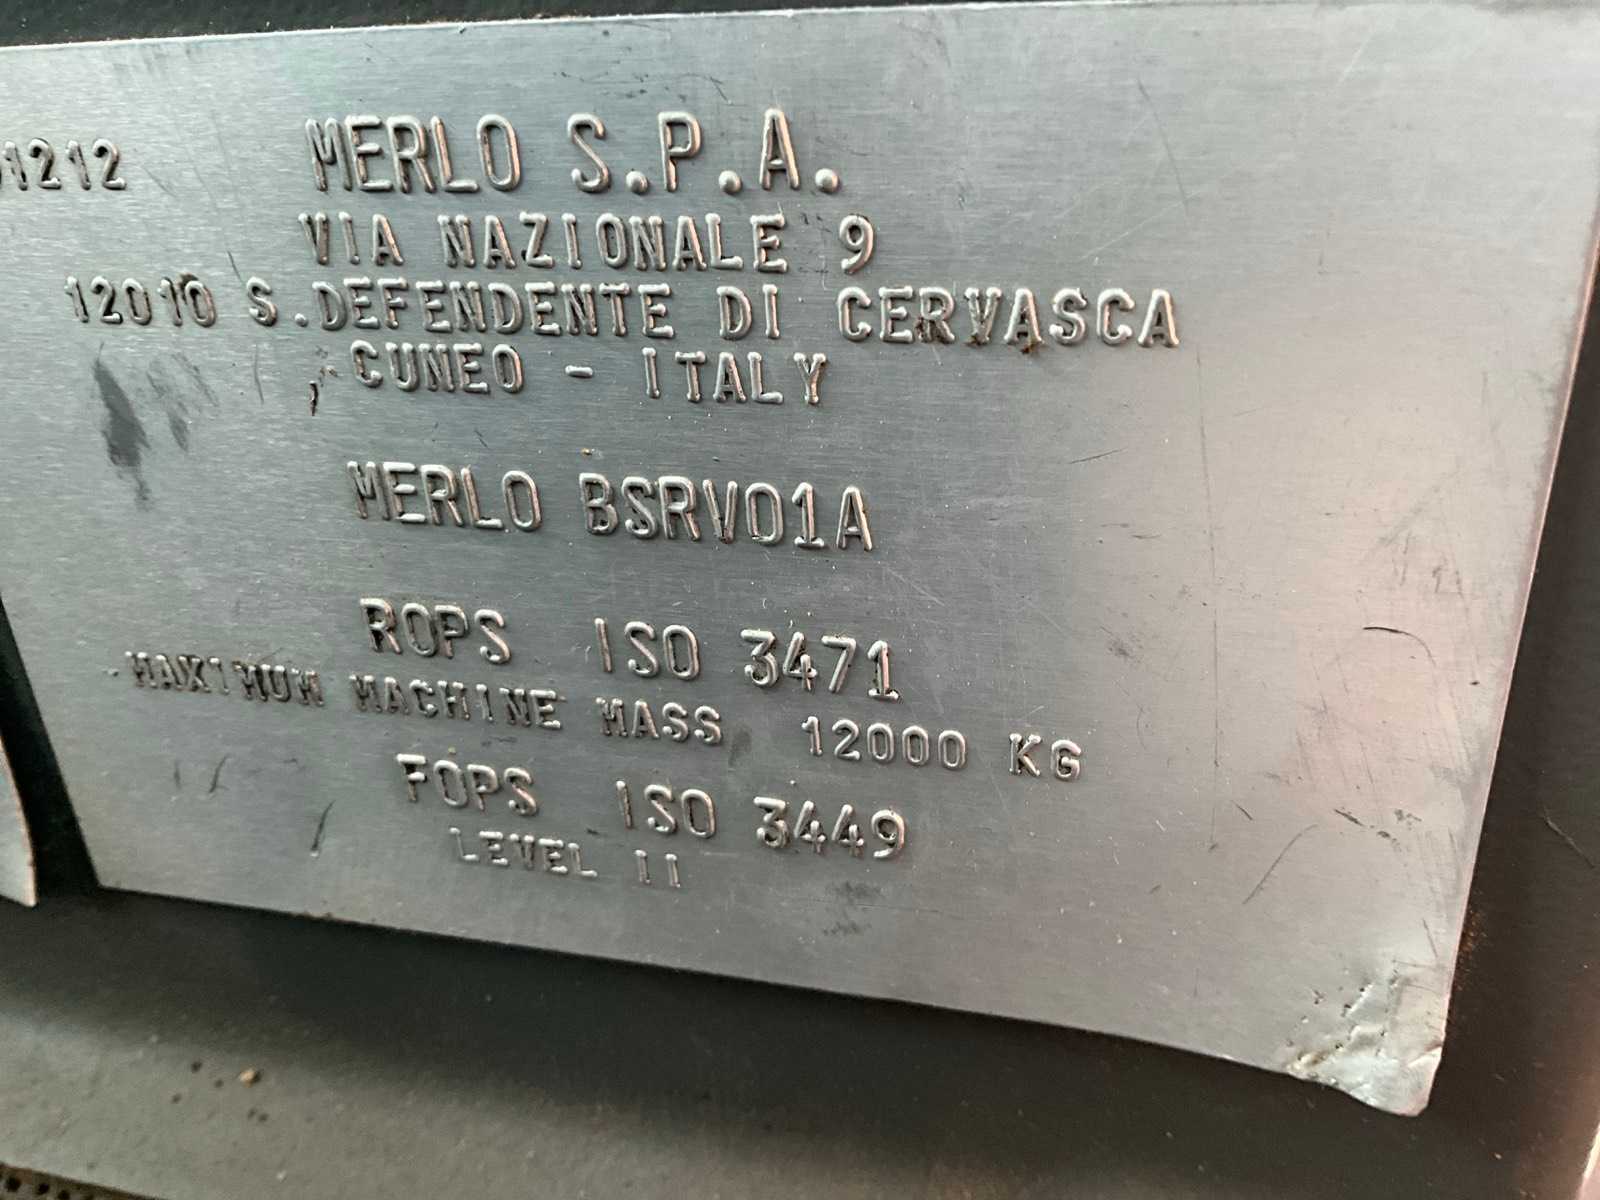 1212
MERLO S.P.A.
VIA NAZIONALE 9
12010 S.DEFENDENTE DI CERVASCA
CUNEO - ITALY
MERLO BSRV01A
ROPS ISO 3471
MAXIMUM MACHINE MASS 12000 KG
FOPS ISO 3449
LEVEL II